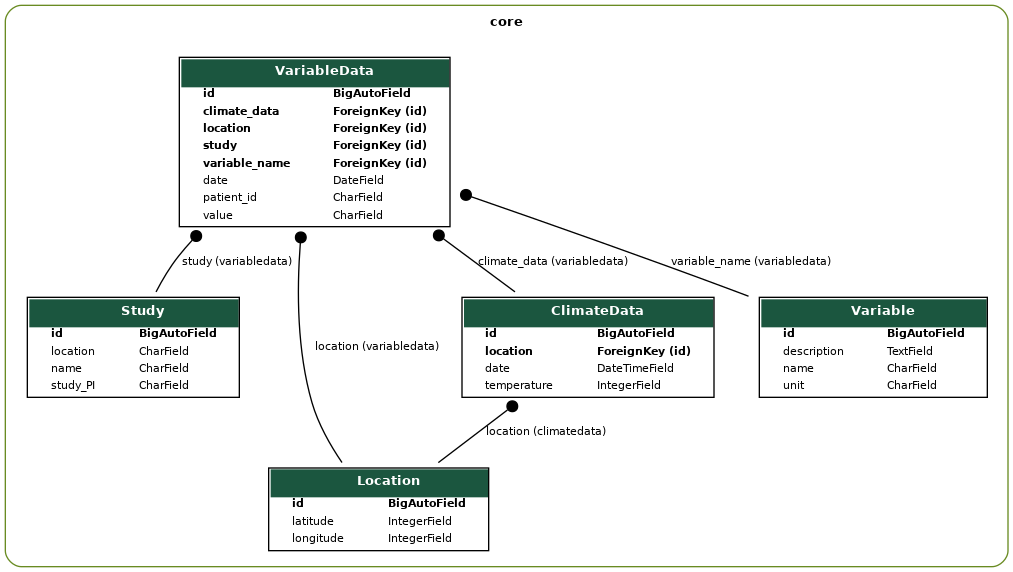 core
VariableData
id BigAutoField
climate_data ForeignKey (id)
location ForeignKey (id)
study ForeignKey (id)
variable_name ForeignKey (id)
date DateField
patient_id CharField
value CharField
study (variabledata)
climate_data (variabledata)
variable_name (variabledata)
Study
id BigAutoField
location CharField
name CharField
study_PI CharField
location (variabledata)
ClimateData
id BigAutoField
location ForeignKey (id)
date DateTimeField
temperature IntegerField
Variable
id BigAutoField
description TextField
name CharField
unit CharField
location (climatedata)
Location
id BigAutoField
latitude IntegerField
longitude IntegerField